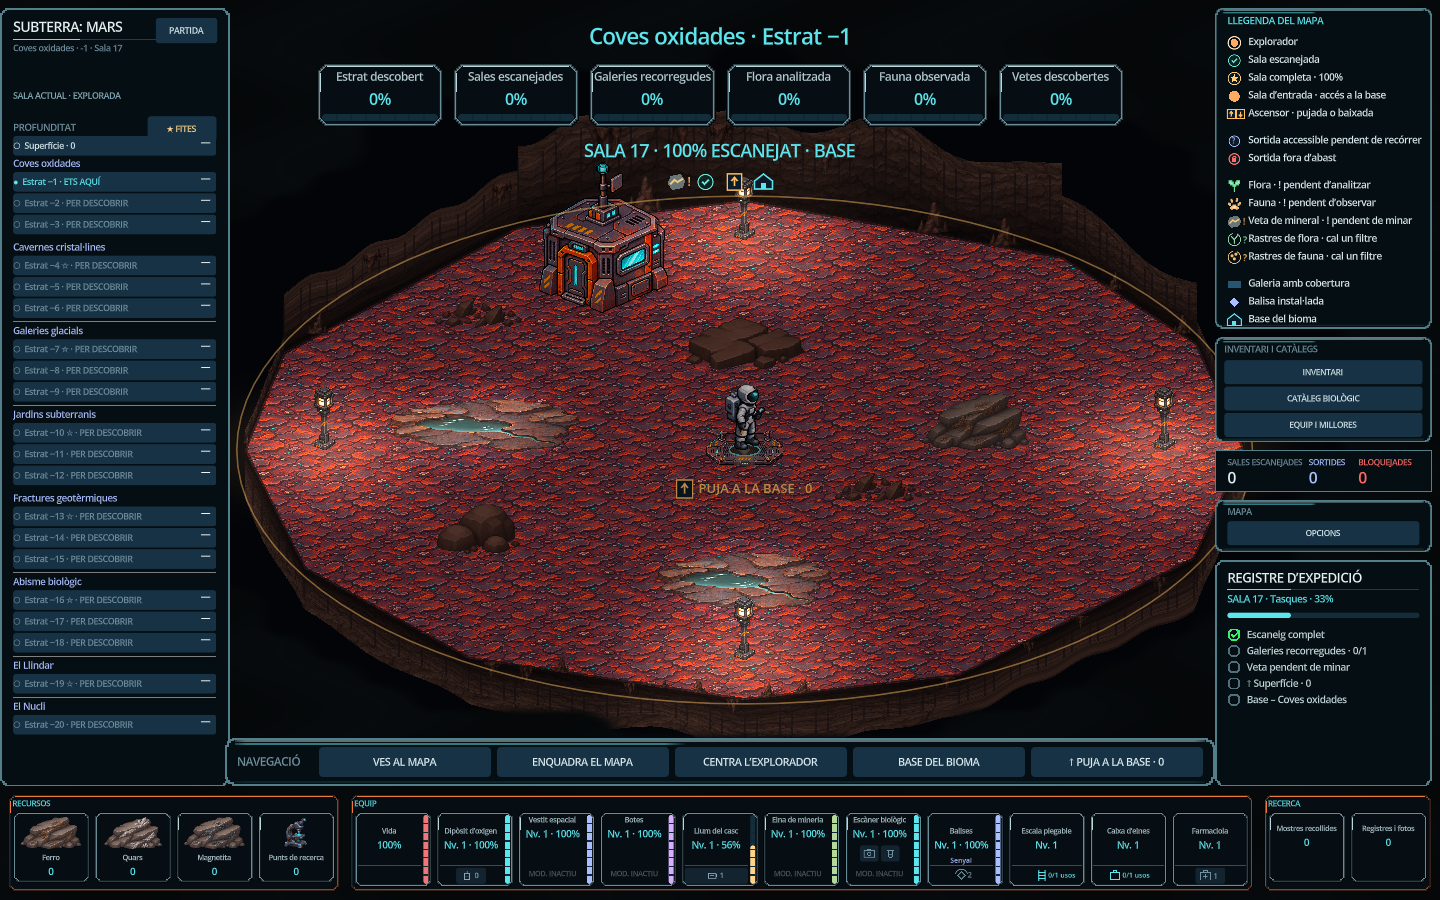 SUBTERRA: MARS
PARTIDA
Coves oxidades · -1 · Sala 17
SALA ACTUAL · EXPLORADA
PROFUNDITAT
★ FITES
Superfície · 0
Coves oxidades
Estrat −1 · ETS AQUÍ
Estrat −2 · PER DESCOBRIR
Estrat −3 · PER DESCOBRIR
Cavernes cristal·lines
Estrat −4 ☆ · PER DESCOBRIR
Estrat −5 · PER DESCOBRIR
Estrat −6 · PER DESCOBRIR
Galeries glacials
Estrat −7 ☆ · PER DESCOBRIR
Estrat −8 · PER DESCOBRIR
Estrat −9 · PER DESCOBRIR
Jardins subterranis
Estrat −10 ☆ · PER DESCOBRIR
Estrat −11 · PER DESCOBRIR
Estrat −12 · PER DESCOBRIR
Fractures geotèrmiques
Estrat −13 ☆ · PER DESCOBRIR
Estrat −14 · PER DESCOBRIR
Estrat −15 · PER DESCOBRIR
Abisme biològic
Estrat −16 ☆ · PER DESCOBRIR
Estrat −17 · PER DESCOBRIR
Estrat −18 · PER DESCOBRIR
El Llindar
Estrat −19 ☆ · PER DESCOBRIR
El Nucli
Estrat −20 · PER DESCOBRIR
Coves oxidades · Estrat −1
Estrat descobert
0%
Sales escanejades
0%
Galeries recorregudes
0%
Flora analitzada
0%
Fauna observada
0%
Vetes descobertes
0%
SALA 17 · 100% ESCANEJAT · BASE
PUJA A LA BASE · 0
NAVEGACIÓ
VES AL MAPA
ENQUADRA EL MAPA
CENTRA L'EXPLORADOR
BASE DEL BIOMA
↑ PUJA A LA BASE · 0
LLEGENDA DEL MAPA
Explorador
Sala escanejada
Sala completa · 100%
Sala d'entrada · accés a la base
Ascensor · pujada o baixada
Sortida accessible pendent de recórrer
Sortida fora d'abast
Flora · ! pendent d'analitzar
Fauna · ! pendent d'observar
Veta de mineral · ! pendent de minar
Rastres de flora · cal un filtre
Rastres de fauna · cal un filtre
Galeria amb cobertura
Balisa instal·lada
Base del bioma
INVENTARI I CATÀLEGS
INVENTARI
CATÀLEG BIOLÒGIC
EQUIP I MILLORES
SALES ESCANEJADES SORTIDES BLOQUEJADES
0 0 0
MAPA
OPCIONS
REGISTRE D'EXPEDICIÓ
SALA 17 · Tasques · 33%
Escaneig complet
Galeries recorregudes · 0/1
Veta pendent de minar
↑ Superfície · 0
Base – Coves oxidades
RECURSOS
Ferro
0
Quars
0
Magnetita
0
Punts de recerca
0
EQUIP
Vida
100%
Dipòsit d'oxigen
Nv. 1 · 100%
0
Vestit espacial
Nv. 1 · 100%
MOD. INACTIU
Botes
Nv. 1 · 100%
MOD. INACTIU
Llum del casc
Nv. 1 · 56%
1
Eina de mineria
Nv. 1 · 100%
MOD. INACTIU
Escàner biològic
Nv. 1 · 100%
MOD. INACTIU
Balises
Nv. 1 · 100%
Senyal
2
Escala plegable
Nv. 1
0/1 usos
Caixa d'eines
Nv. 1
0/1 usos
Farmaciola
Nv. 1
1
RECERCA
Mostres recollides
0
Registres i fotos
0